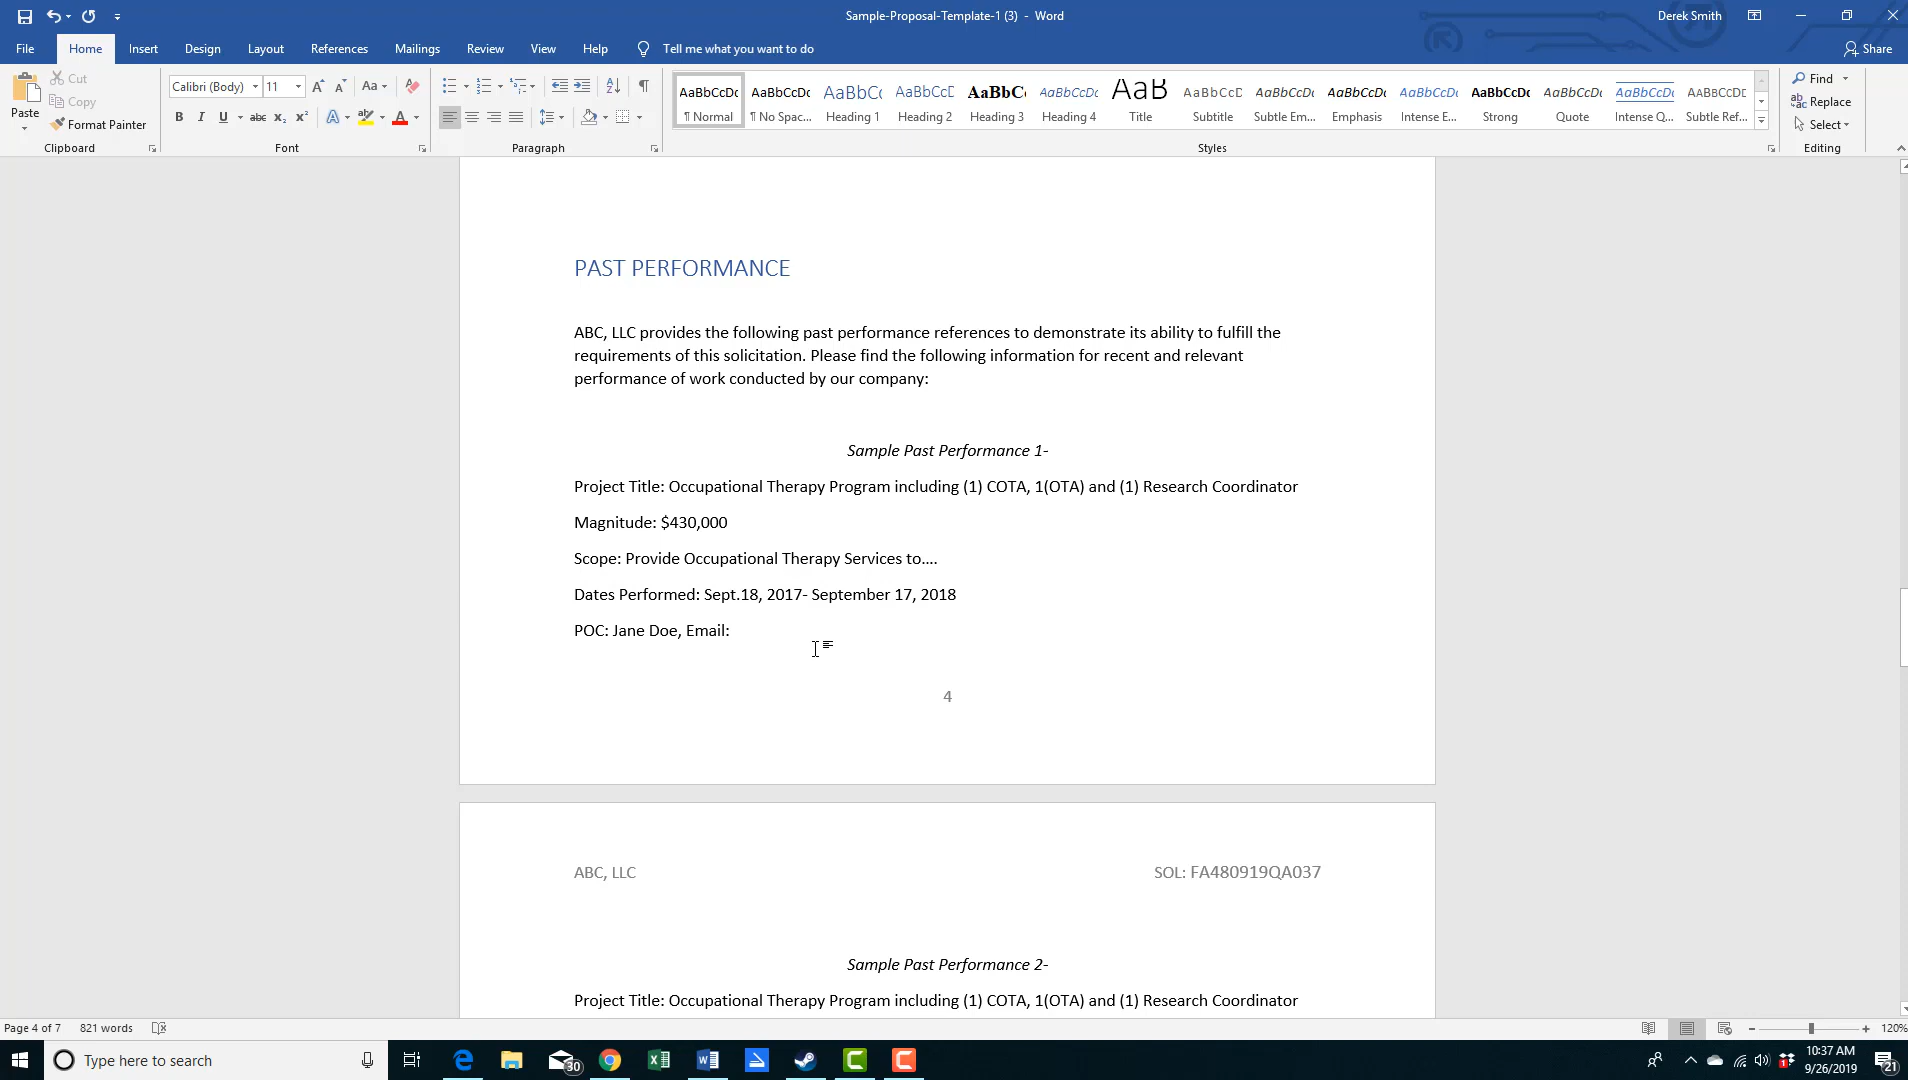 Sample-Proposal-Template-1 (3) - Word
Derek Smith
File Home Insert Design Layout References Mailings Review View Help Tell me what you want to do
Share
Paste
Cut
Copy
Format Painter
Calibri (Body) 11
AaBbCcDc AaBbCcDc AaBbC( AaBbCcE AaBbC( AaBbCcDc AaB AaBbCcD AaBbCcDc AaBbCcDc AaBbCcDc AaBbCcDc AaBbCcDc AaBbCcDc AABBCCDE
¶ Normal ¶ No Spac... Heading 1 Heading 2 Heading 3 Heading 4 Title Subtitle Subtle Em... Emphasis Intense E... Strong Quote Intense Q... Subtle Ref...
Find
Replace
Select
Clipboard Font Paragraph Styles Editing
PAST PERFORMANCE
ABC, LLC provides the following past performance references to demonstrate its ability to fulfill the
requirements of this solicitation. Please find the following information for recent and relevant
performance of work conducted by our company:
Sample Past Performance 1-
Project Title: Occupational Therapy Program including (1) COTA, 1(OTA) and (1) Research Coordinator
Magnitude: $430,000
Scope: Provide Occupational Therapy Services to....
Dates Performed: Sept.18, 2017- September 17, 2018
POC: Jane Doe, Email:
4
ABC, LLC SOL: FA480919QA037
Sample Past Performance 2-
Project Title: Occupational Therapy Program including (1) COTA, 1(OTA) and (1) Research Coordinator
Page 4 of 7 821 words
120%
Type here to search
30
10:37 AM
9/26/2019
21